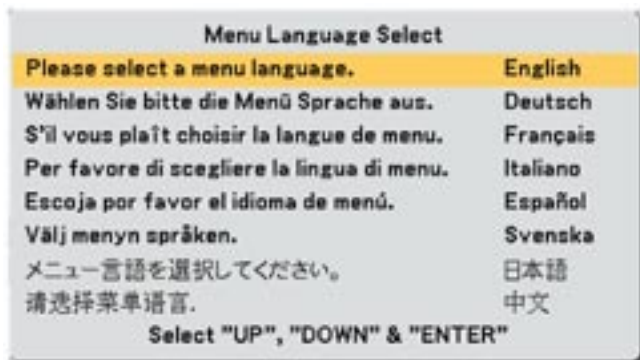 Menu Language Select
Please select a menu language. English
Wählen Sie bitte die Menü Sprache aus. Deutsch
S'il vous plaît choisir la langue de menu. Français
Per favore di scegliere la lingua di menu. Italiano
Escoja por favor el idioma de menú. Español
Välj menyn språken. Svenska
メニュー言語を選択してください。 日本語
请选择菜单语言. 中文
Select "UP", "DOWN" & "ENTER"